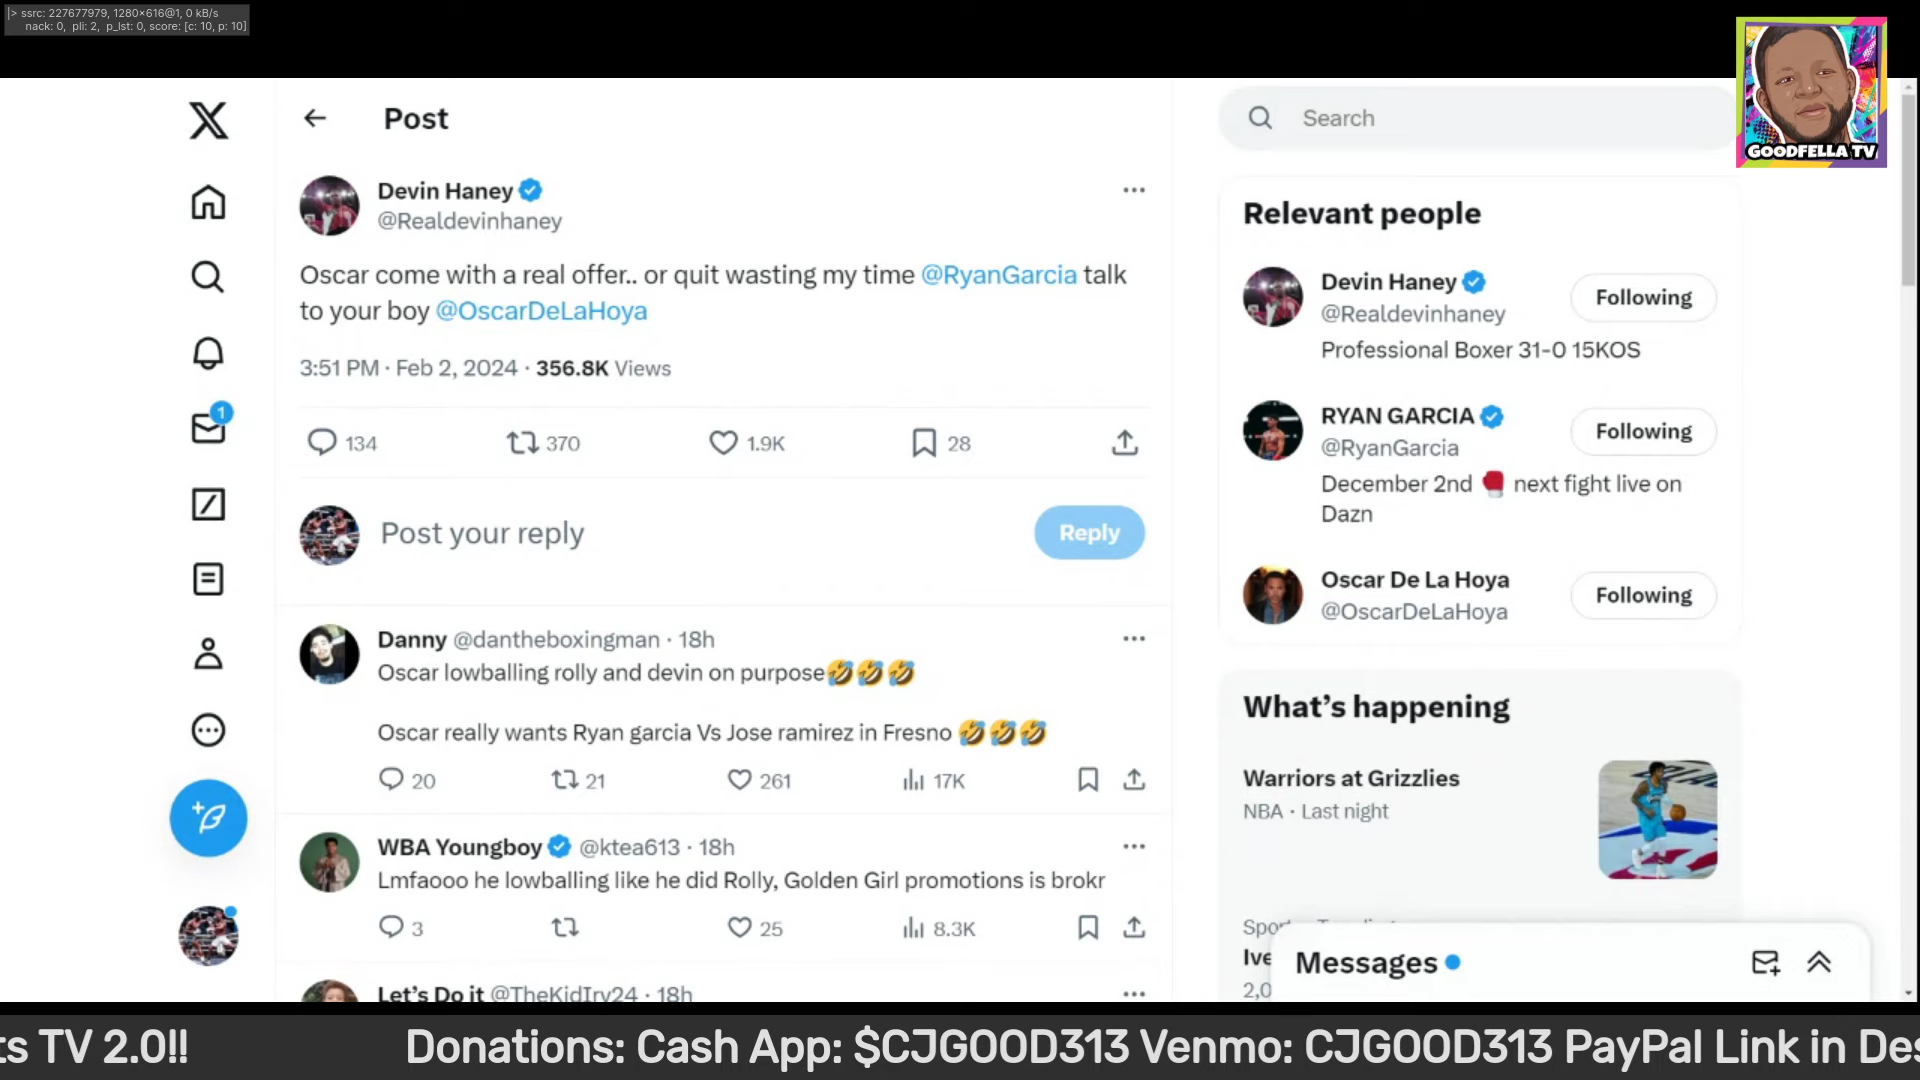 |> ssrc: 227677979, 1280×616@1, 0 kB/s
nack: 0, pli: 2, p_lst: 0, score: [c: 10, p: 10]
GOODFELLA TV
Post
Devin Haney
@Realdevinhaney
Oscar come with a real offer.. or quit wasting my time @RyanGarcia talk
to your boy @OscarDeLaHoya
3:51 PM · Feb 2, 2024 · 356.8K Views
134 370 1.9K 28
1
Post your reply Reply
Danny @dantheboxingman · 18h
Oscar lowballing rolly and devin on purpose🤣🤣🤣
Oscar really wants Ryan garcia Vs Jose ramirez in Fresno 🤣🤣🤣
20 21 261 17K
WBA Youngboy @ktea613 · 18h
Lmfaooo he lowballing like he did Rolly, Golden Girl promotions is brokr
3 25 8.3K
Let's Do it @TheKidIrv24 · 18h
Search
Relevant people
Devin Haney Following
@Realdevinhaney
Professional Boxer 31-0 15KOS
RYAN GARCIA Following
@RyanGarcia
December 2nd 🥊 next fight live on
Dazn
Oscar De La Hoya Following
@OscarDeLaHoya
What's happening
Warriors at Grizzlies
NBA · Last night
Ive
2,0
Messages
ts TV 2.0!! Donations: Cash App: $CJGOOD313 Venmo: CJGOOD313 PayPal Link in Des